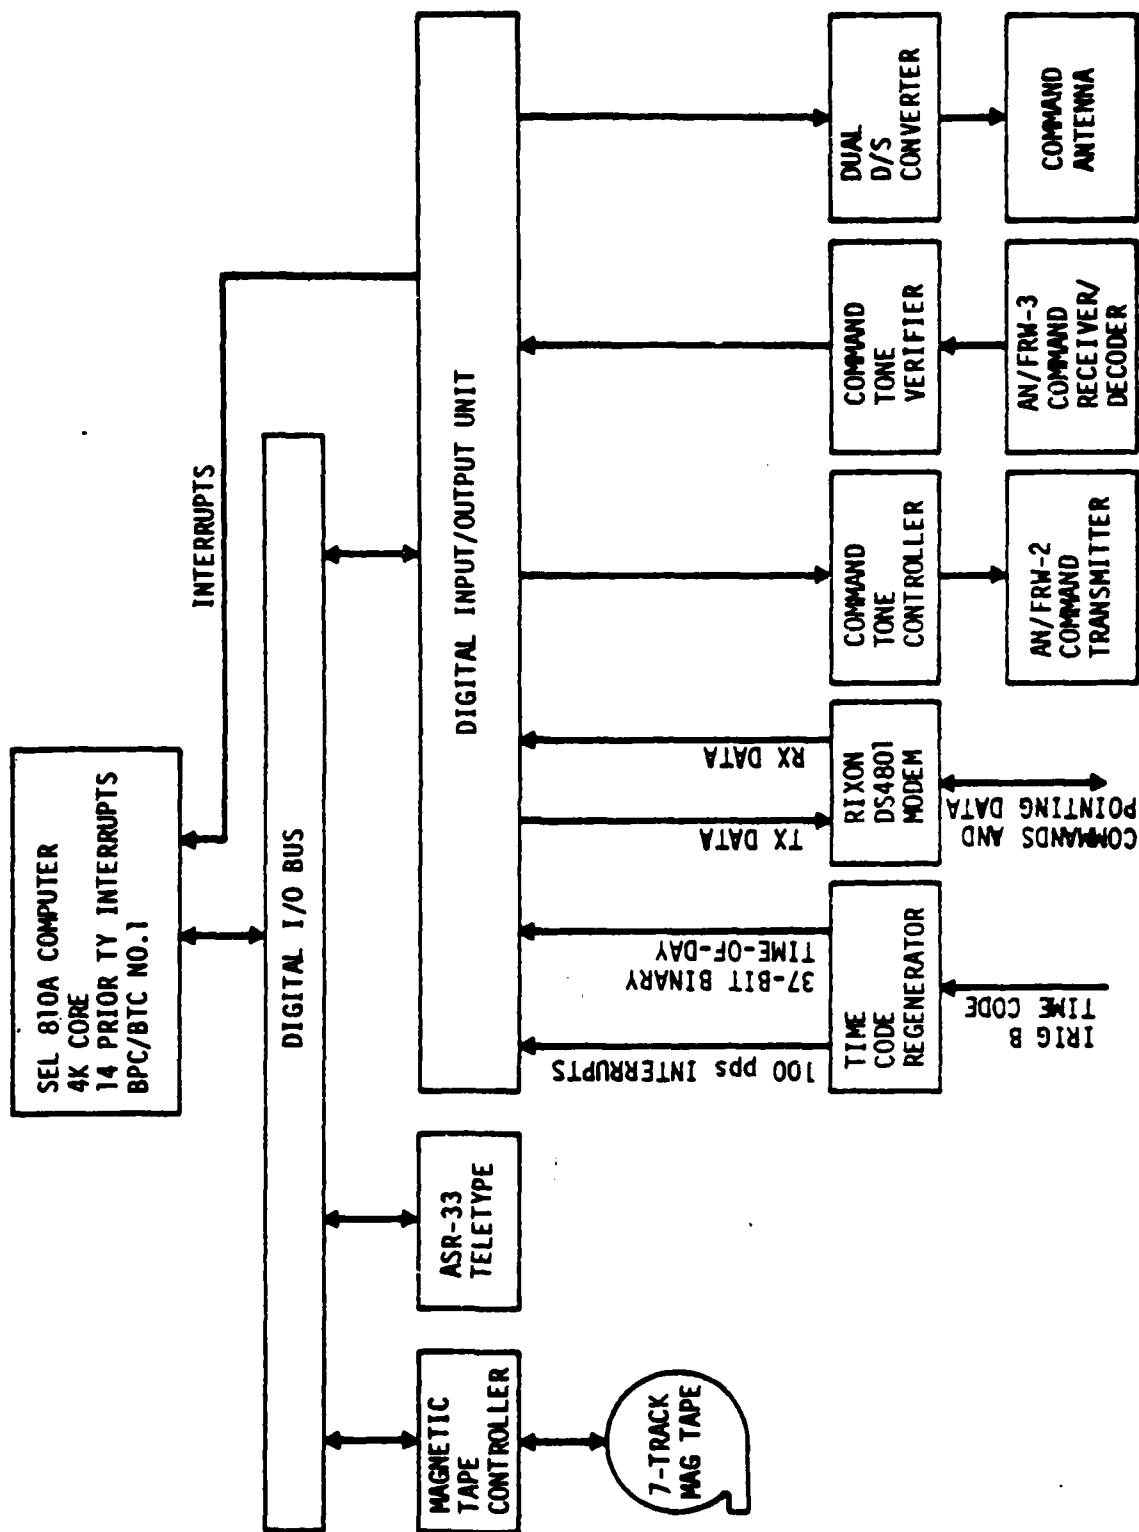 SEL 810A COMPUTER
4K CORE
14 PRIOR TY INTERRUPTS
BPC/BTC NO.1
INTERRUPTS
DIGITAL I/O BUS
MAGNETIC
TAPE
CONTROLLER
ASR-33
TELETYPE
DIGITAL INPUT/OUTPUT UNIT
7-TRACK
MAG TAPE
100 pps INTERRUPTS
37-BIT BINARY
TIME-OF-DAY
TX DATA
RX DATA
TIME
CODE
REGENERATOR
RIXON
DS4801
MODEM
COMMAND
TONE
CONTROLLER
COMMAND
TONE
VERIFIER
DUAL
D/S
CONVERTER
IRIG B
TIME CODE
COMMANDS AND
POINTING DATA
AN/FRW-2
COMMAND
TRANSMITTER
AN/FRW-3
COMMAND
RECEIVER/
DECODER
COMMAND
ANTENNA